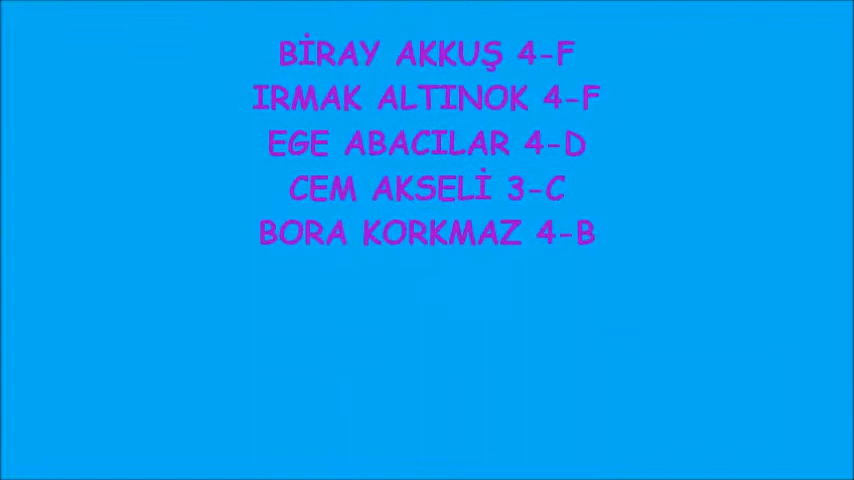 BİRAY AKKUŞ 4-F
IRMAK ALTINOK 4-F
EGE ABACILAR 4-D
CEM AKSELİ 3-C
BORA KORKMAZ 4-B